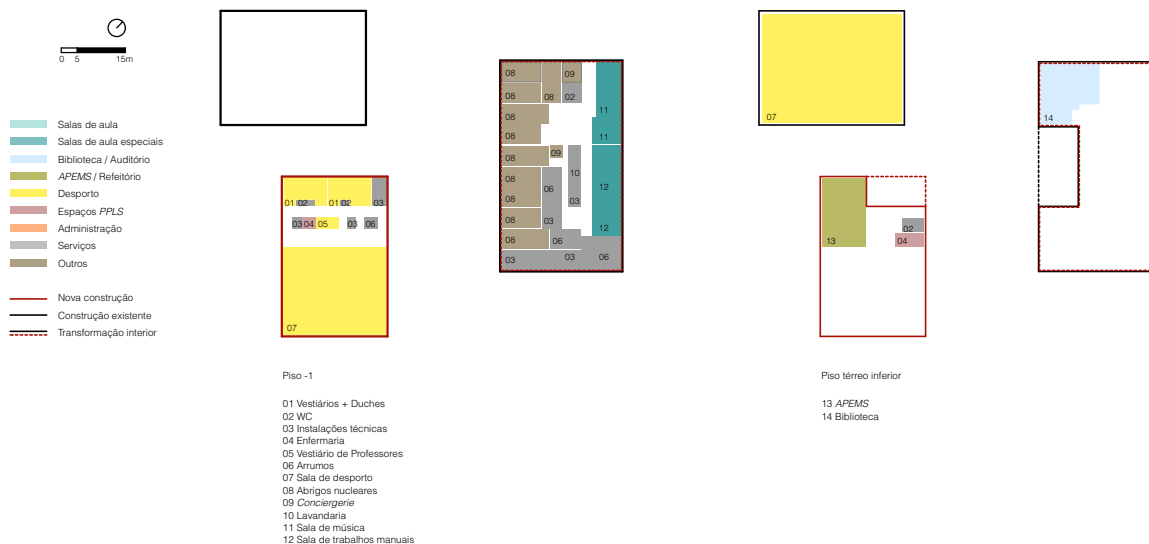 0 5 15m
Salas de aula
Salas de aula especiais
Biblioteca / Auditório
APEMS / Refeitório
Desporto
Espaços PPLS
Administração
Serviços
Outros
Nova construção
Construção existente
Transformação interior
01 02 01 02 03
03 04 05 03 06
07
08 09
08 08 02
08 11
08 11
08 09
10
08 06 12
08 03
08 03
08 06 12
03 03 06
07
02
13 04
14
Piso -1
01 Vestiários + Duches
02 WC
03 Instalações técnicas
04 Enfermaria
05 Vestiário de Professores
06 Arrumos
07 Sala de desporto
08 Abrigos nucleares
09 Conciergerie
10 Lavandaria
11 Sala de música
12 Sala de trabalhos manuais
Piso térreo inferior
13 APEMS
14 Biblioteca